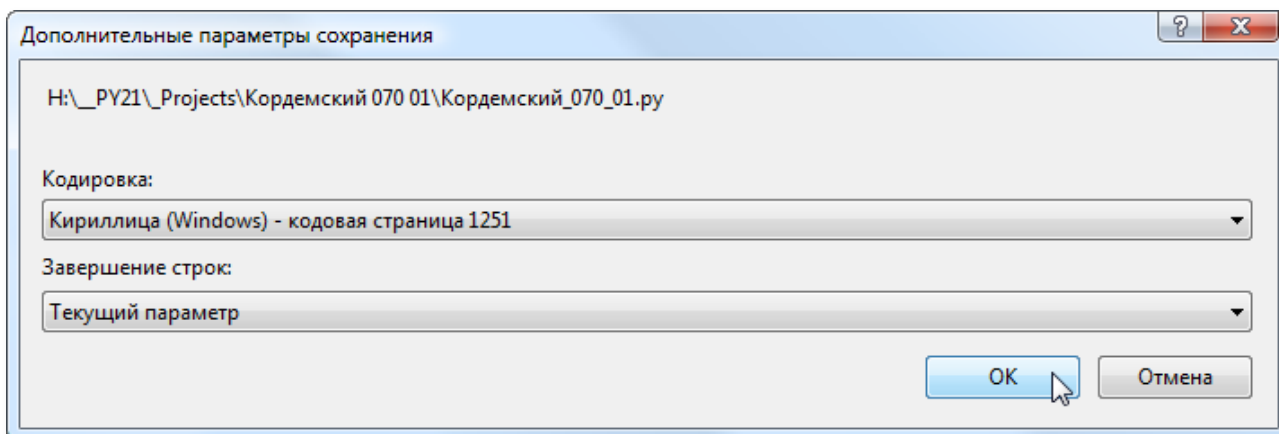 Дополнительные параметры сохранения
H:\__PY21\_Projects\Кордемский 070 01\Кордемский_070_01.py
Кодировка:
Кириллица (Windows) - кодовая страница 1251
Завершение строк:
Текущий параметр
ОК Отмена